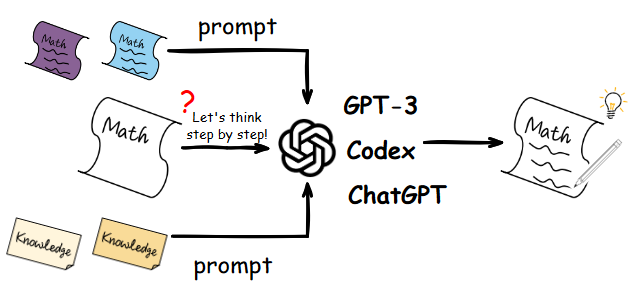 Math
Math
prompt
?
Let's think
step by step!
Math
GPT-3
Codex
ChatGPT
Math
Knowledge
Knowledge
prompt